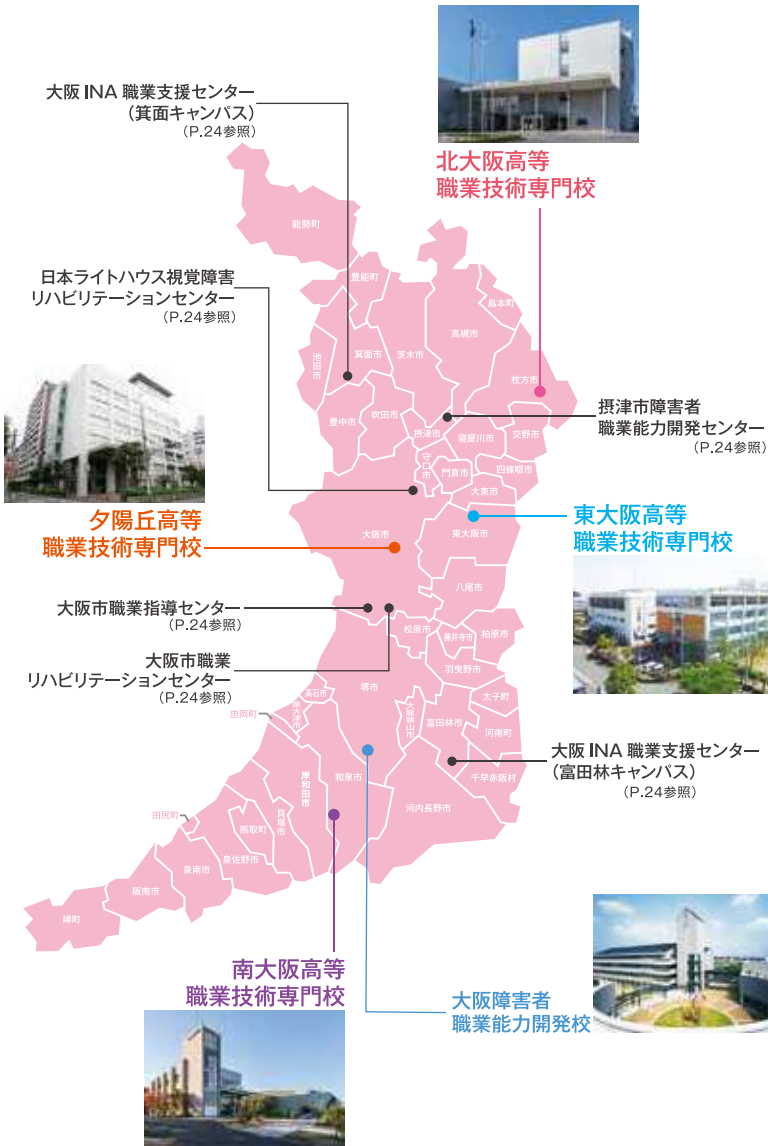 大阪 INA 職業支援センター
(箕面キャンパス)
(P.24参照)
北大阪高等
職業技術専門校
能勢町
日本ライトハウス視覚障害
リハビリテーションセンター
(P.24参照)
豊能町
島本町
高槻市
茨木市
箕面市
池田市
枚方市
摂津市障害者
職業能力開発センター
(P.24参照)
豊中市
吹田市
摂津市
寝屋川市
交野市
守口市
門真市
四條畷市
大東市
夕陽丘高等
職業技術専門校
大阪市
東大阪市
東大阪高等
職業技術専門校
八尾市
大阪市職業指導センター
(P.24参照)
松原市
藤井寺市
柏原市
大阪市職業
リハビリテーションセンター
(P.24参照)
羽曳野市
堺市
高石市
泉大津市
忠岡町
大阪狭山市
富田林市
太子町
河南町
大阪 INA 職業支援センター
(富田林キャンパス)
(P.24参照)
千早赤阪村
和泉市
岸和田市
河内長野市
田尻町
貝塚市
熊取町
泉佐野市
泉南市
阪南市
岬町
南大阪高等
職業技術専門校
大阪障害者
職業能力開発校